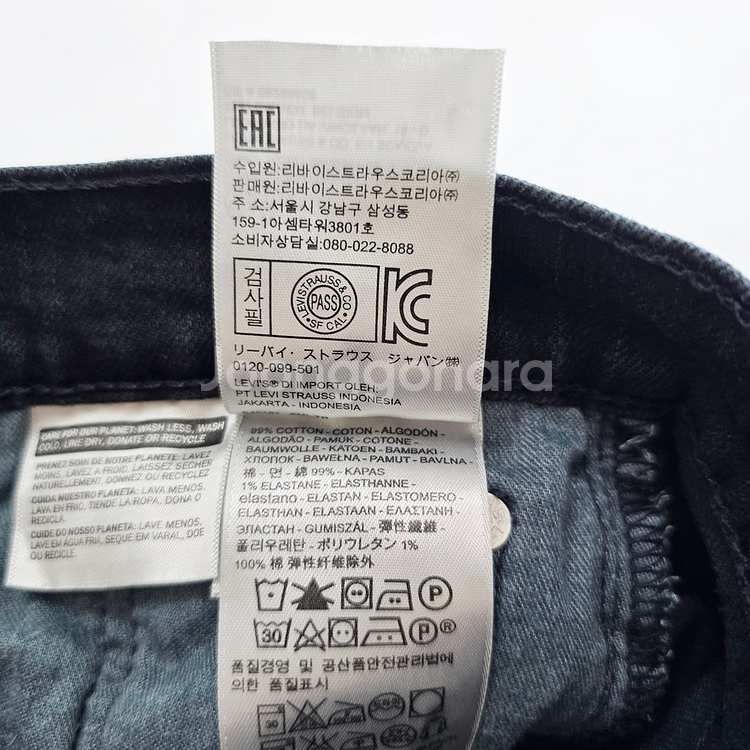 EAC
수입원:리바이스트라우스코리아㈜
판매원:리바이스트라우스코리아㈜
주 소:서울시 강남구 삼성동
159-1아셈타워3801호
소비자상담실:080-022-8088
검사필
LEVI STRAUSS & CO
PASS
SF CAL
KC
リーバイ・ストラウス ジャパン㈱
0120-099-501
LEVI'S® DI IMPORT OLEH:
PT LEVI STRAUSS INDONESIA
JAKARTA - INDONESIA
Joonggonara
CARE FOR OUR PLANET: WASH LESS, WASH
COLD, LINE DRY, DONATE OR RECYCLE
PRENEZ SOIN DE NOTRE PLANETE: LAVEZ
MOINS, LAVEZ A FROID, LAISSEZ SÉCHER
NATURELLEMENT, DONNEZ OU RECYCLEZ
CUIDA NUESTRO PLANETA: LAVA MENOS,
LAVA EN FRIO, TIENDE LA ROPA, DONA O
RECICLA
CUIDE DO NOSSO PLANETA: LAVE MENOS,
LAVE EM ÁGUA FRIA, SEQUE EM VARAL, DOE
OU RECICLE.
99% COTTON - COTON - ALGODÓN -
ALGODÃO - PAMUK - COTONE -
BAUMWOLLE - KATOEN - BAMBAKI -
ХЛОПОК - BAWEŁNA - PAMUT - BAVLNA -
棉 - 면 - 綿 99% - KAPAS
1% ELASTANE - ELASTHANNE -
elastano - ELASTAN - ELASTOMERO -
ELASTHAN - ELASTAAN - ΕΛΑΣΤΑΝΗ -
ЭЛАСТАН - GUMISZÁL - 弾性繊維 -
폴리우레탄 - ポリウレタン 1%
100% 棉 弹性纤维除外
P
30 P®
품질경영 및 공산품안전관리법에
의한 품질표시
30